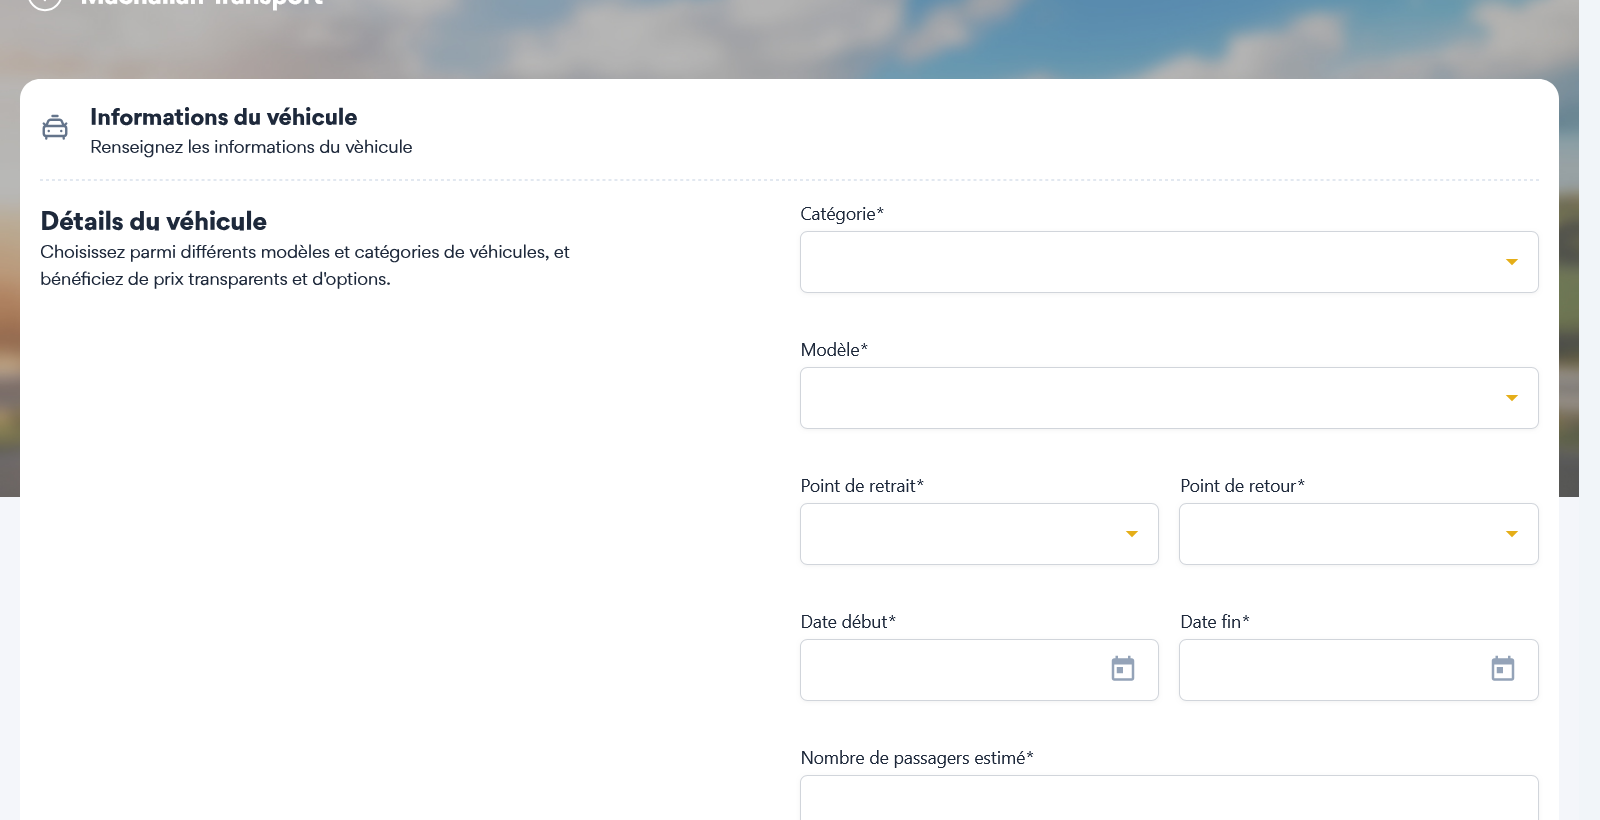 Macnallan Transport
Informations du véhicule
Renseignez les informations du vèhicule
Détails du véhicule
Choisissez parmi différents modèles et catégories de véhicules, et
bénéficiez de prix transparents et d'options.
Catégorie*
Modèle*
Point de retrait*
Point de retour*
Date début*
Date fin*
Nombre de passagers estimé*